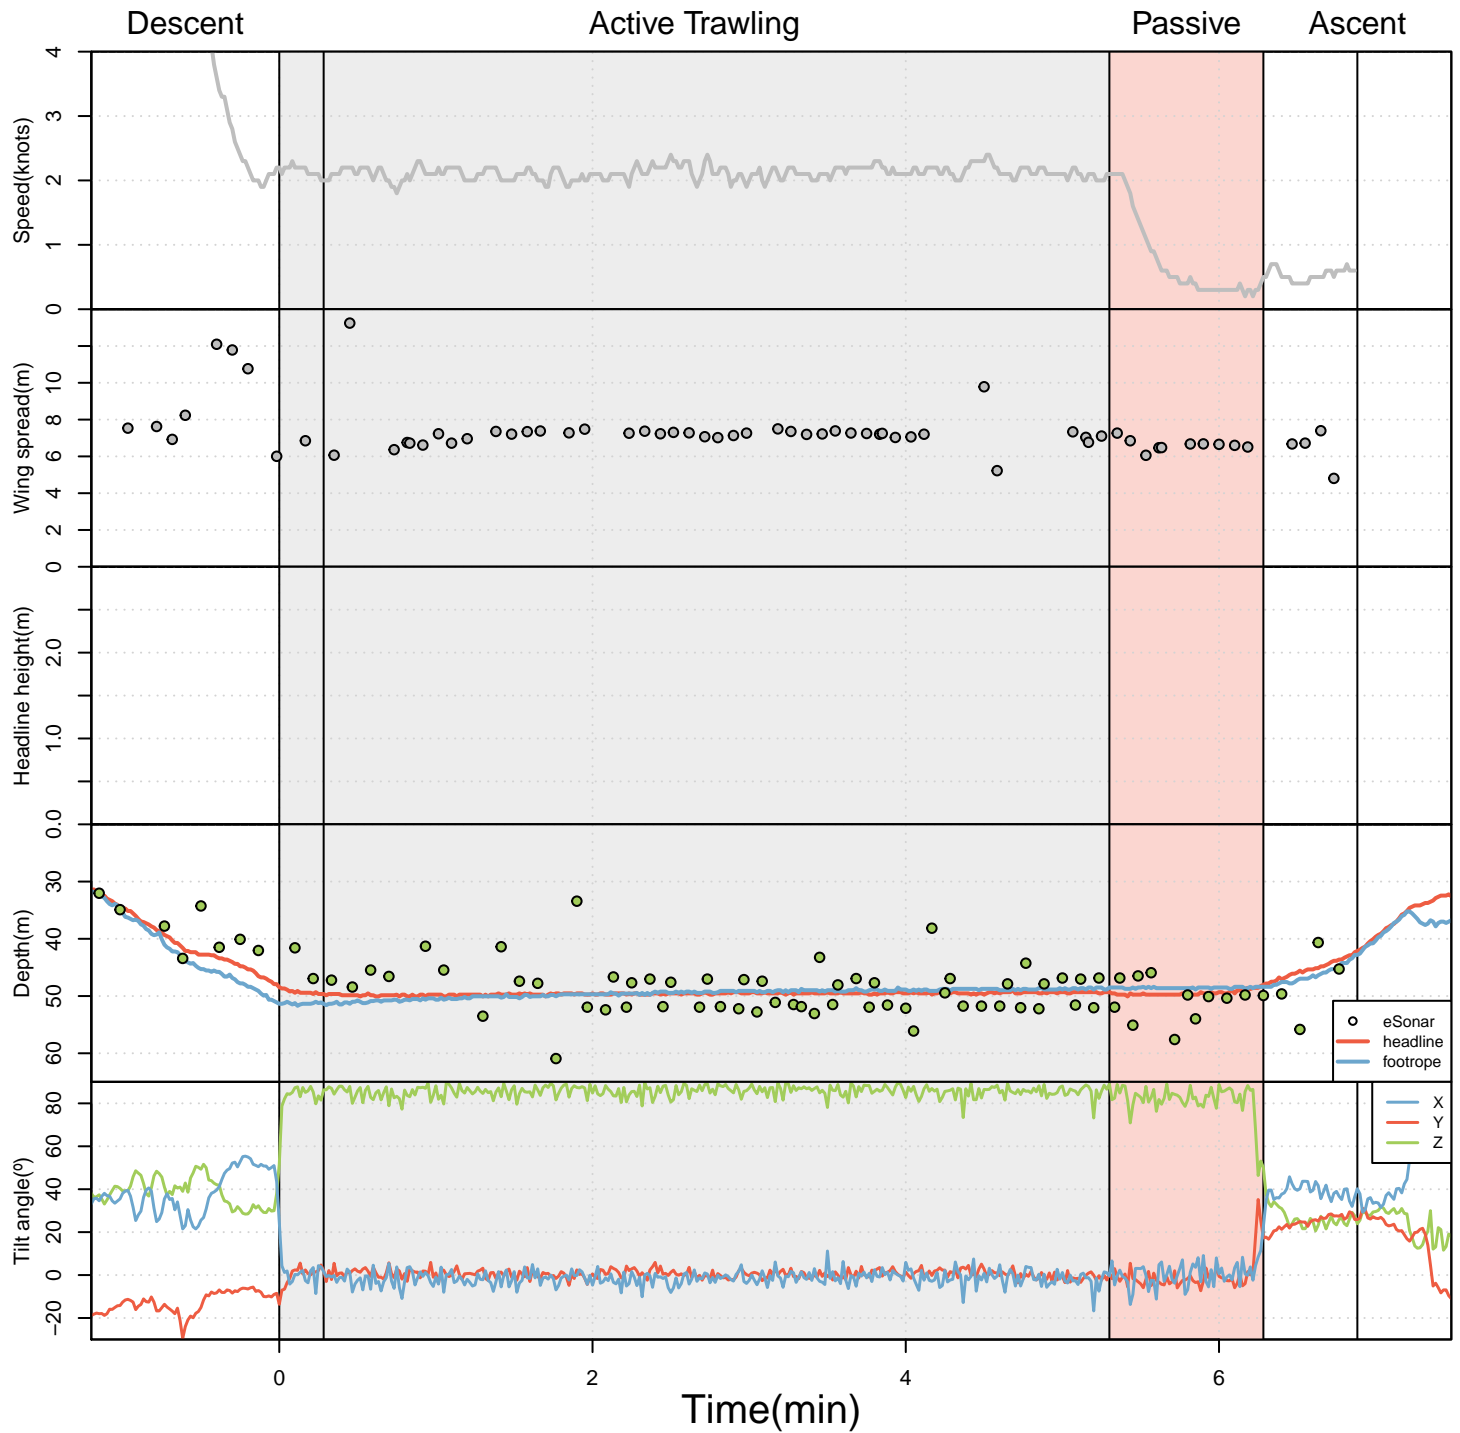 Descent Active Trawling Passive Ascent
Speed(knots)
4
3
2
1
0
Wing spread(m)
10
8
6
4
2
0
Headline height(m)
2.0
1.0
0.0
Depth(m)
30
40
50
60
eSonar
headline
footrope
Tilt angle(º)
80
60
40
20
0
−20
X
Y
Z
0 2 4 6
Time(min)